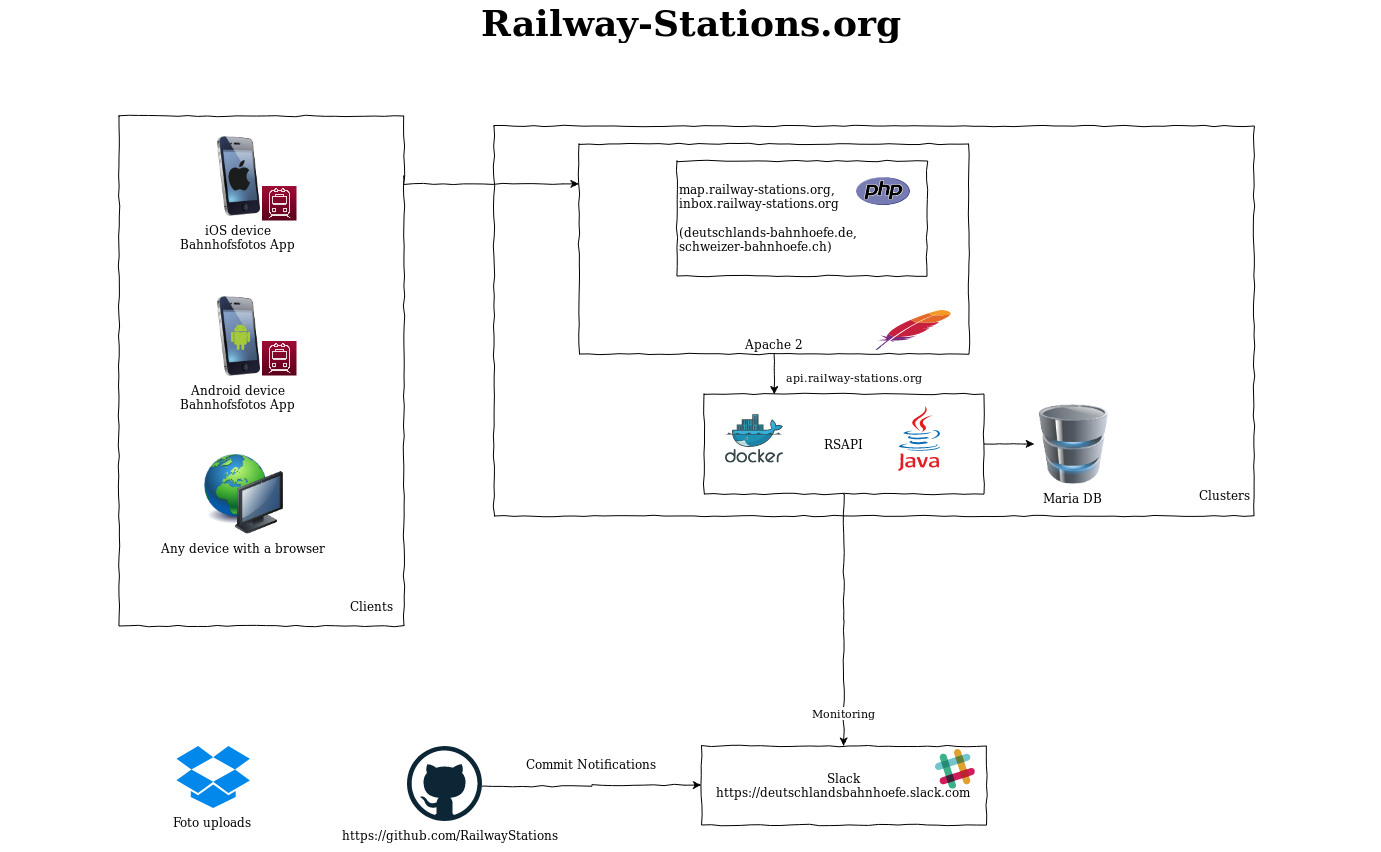 Railway-Stations.org
iOS device
Bahnhofsfotos App
Android device
Bahnhofsfotos App
Any device with a browser
Clients
map.railway-stations.org,
inbox.railway-stations.org
(deutschlands-bahnhoefe.de,
schweizer-bahnhoefe.ch)
php
Apache 2
api.railway-stations.org
docker
RSAPI
Java
Maria DB
Clusters
Monitoring
Foto uploads
Commit Notifications
https://github.com/RailwayStations
Slack
https://deutschlandsbahnhoefe.slack.com